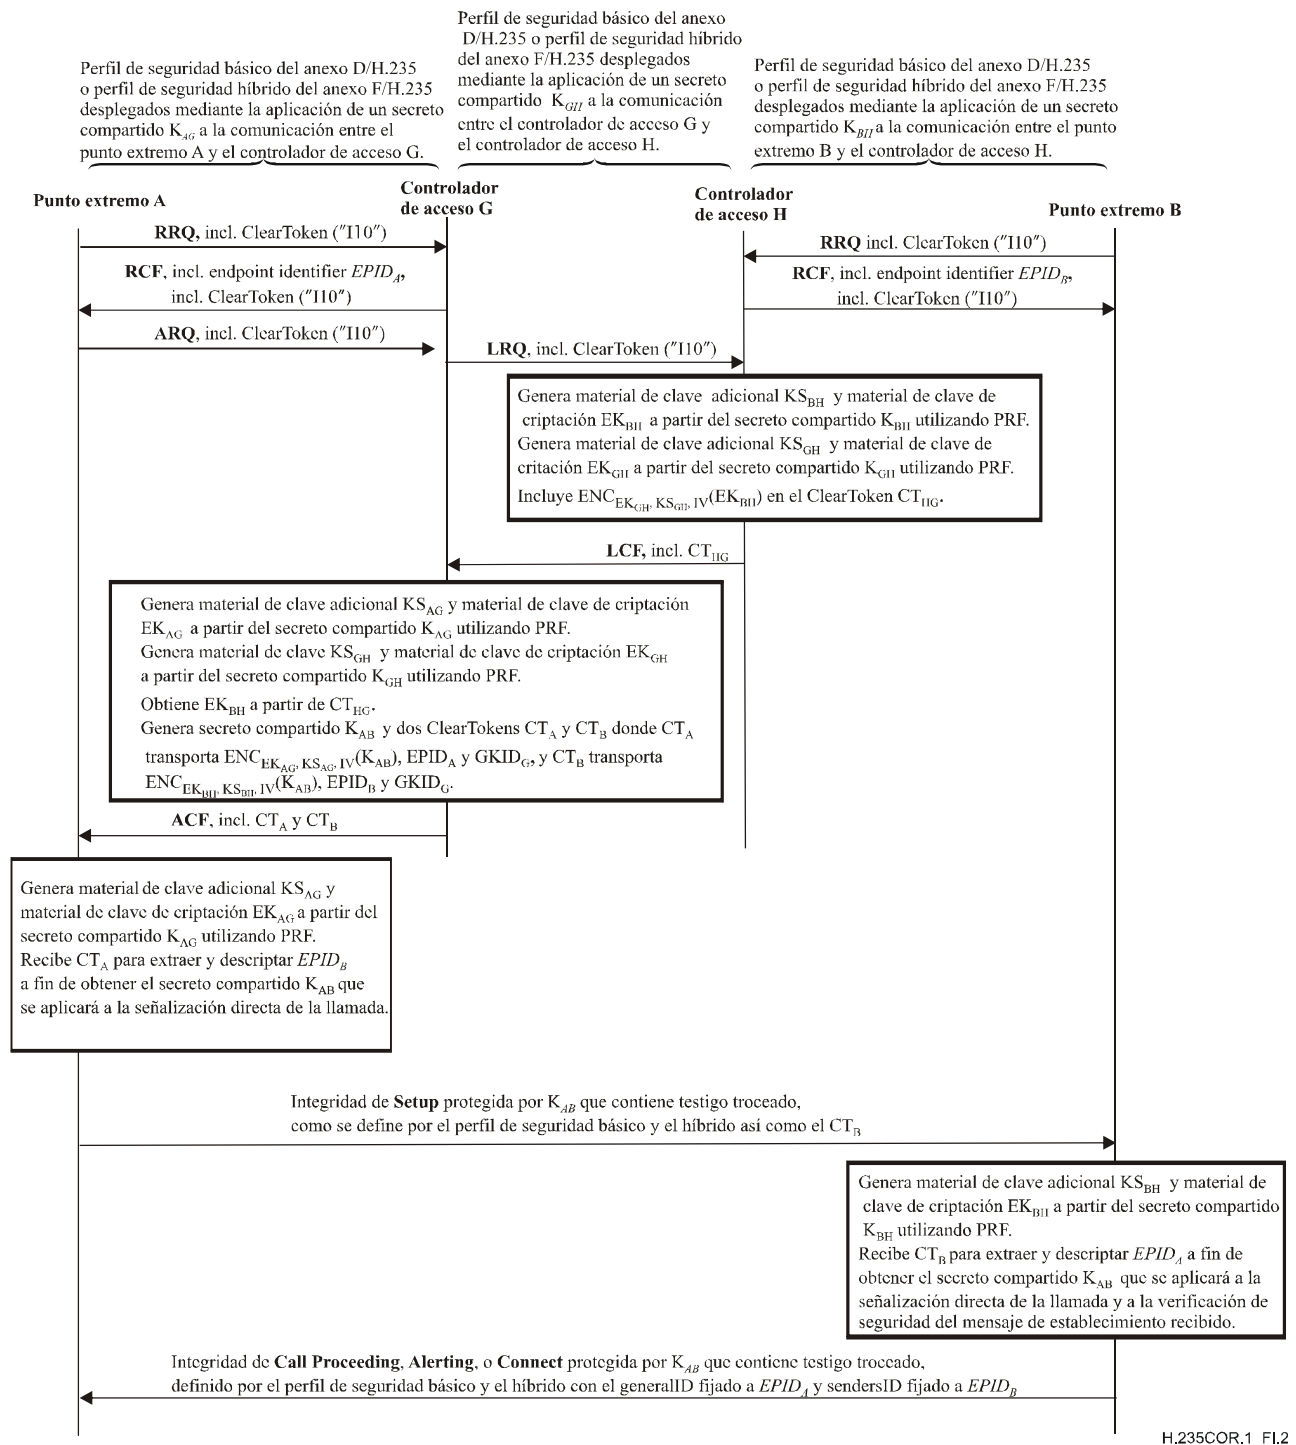 Perfil de seguridad básico del anexo D/H.235
o perfil de seguridad híbrido del anexo F/H.235
desplegados mediante la aplicación de un secreto
compartido K_AG a la comunicación entre el
punto extremo A y el controlador de acceso G.
Perfil de seguridad básico del anexo
D/H.235 o perfil de seguridad híbrido
del anexo F/H.235 desplegados
mediante la aplicación de un secreto
compartido K_GH a la comunicación
entre el controlador de acceso G y
el controlador de acceso H.
Perfil de seguridad básico del anexo D/H.235
o perfil de seguridad híbrido del anexo F/H.235
desplegados mediante la aplicación de un secreto
compartido K_BH a la comunicación entre el punto
extremo B y el controlador de acceso H.
Punto extremo A
Controlador
de acceso G
Controlador
de acceso H
Punto extremo B
RRQ, incl. ClearToken ("I10")
RRQ incl. ClearToken ("I10")
RCF, incl. endpoint identifier EPID_A,
incl. ClearToken ("I10")
RCF, incl. endpoint identifier EPID_B,
incl. ClearToken ("I10")
ARQ, incl. ClearToken ("I10")
LRQ, incl. ClearToken ("I10")
Genera material de clave adicional KS_BH y material de clave de
criptación EK_BH a partir del secreto compartido K_BH utilizando PRF.
Genera material de clave adicional KS_GH y material de clave de
critación EK_GH a partir del secreto compartido K_GH utilizando PRF.
Incluye ENC_EK_GH, KS_GH, IV(EK_BH) en el ClearToken CT_HG.
LCF, incl. CT_HG
Genera material de clave adicional KS_AG y material de clave de criptación
EK_AG a partir del secreto compartido K_AG utilizando PRF.
Genera material de clave KS_GH y material de clave de criptación EK_GH
a partir del secreto compartido K_GH utilizando PRF.
Obtiene EK_BH a partir de CT_HG.
Genera secreto compartido K_AB y dos ClearTokens CT_A y CT_B donde CT_A
transporta ENC_EK_AG, KS_AG, IV(K_AB), EPID_A y GKID_G, y CT_B transporta
ENC_EK_BH, KS_BH, IV(K_AB), EPID_B y GKID_G.
ACF, incl. CT_A y CT_B
Genera material de clave adicional KS_AG y
material de clave de criptación EK_AG a partir del
secreto compartido K_AG utilizando PRF.
Recibe CT_A para extraer y descriptar EPID_B
a fin de obtener el secreto compartido K_AB que
se aplicará a la señalización directa de la llamada.
Integridad de Setup protegida por K_AB que contiene testigo troceado,
como se define por el perfil de seguridad básico y el híbrido así como el CT_B
Genera material de clave adicional KS_BH y material de
clave de criptación EK_BH a partir del secreto compartido
K_BH utilizando PRF.
Recibe CT_B para extraer y descriptar EPID_A a fin de
obtener el secreto compartido K_AB que se aplicará a la
señalización directa de la llamada y a la verificación de
seguridad del mensaje de establecimiento recibido.
Integridad de Call Proceeding, Alerting, o Connect protegida por K_AB que contiene testigo troceado,
definido por el perfil de seguridad básico y el híbrido con el generalID fijado a EPID_A y sendersID fijado a EPID_B
H.235COR.1_FI.2